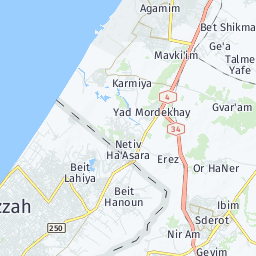 Agamim
Bet Shikma
Ge'a
Mavki'im
Talme
Yafe
Karmiya
4
Gvar'am
Yad Mordekhay
34
Netiv
Ha'Asara
Erez
Beit
Lahiya
Or HaNer
Beit
Hanoun
zzah
Ibim
250
Sderot
Nir Am
Gevim